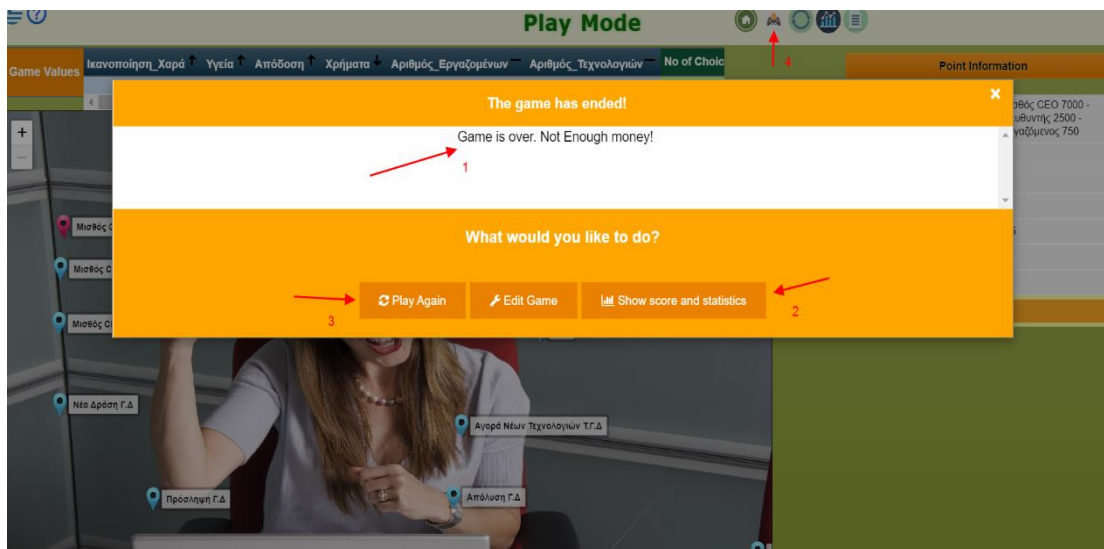 Play Mode
4
Game Values
Ικανοποίηση_Χαρά Υγεία Απόδοση Χρήματα Αριθμός_Εργαζομένων Αριθμός_Τεχνολογιών No of Choic
Point Information
The game has ended!
×
Game is over. Not Enough money!
1
σθός CEO 7000 -
ευθυντής 2500 -
γαζόμενος 750
+
−
What would you like to do?
Μισθός
Μισθός C
Μισθός
Play Again
Edit Game
Show score and statistics
3
2
Νέα Δράση Γ.Δ
Αγορά Νέων Τεχνολογιών Τ.Γ.Δ
Πρόσληψη Γ.Δ
Απόλυση Γ.Δ